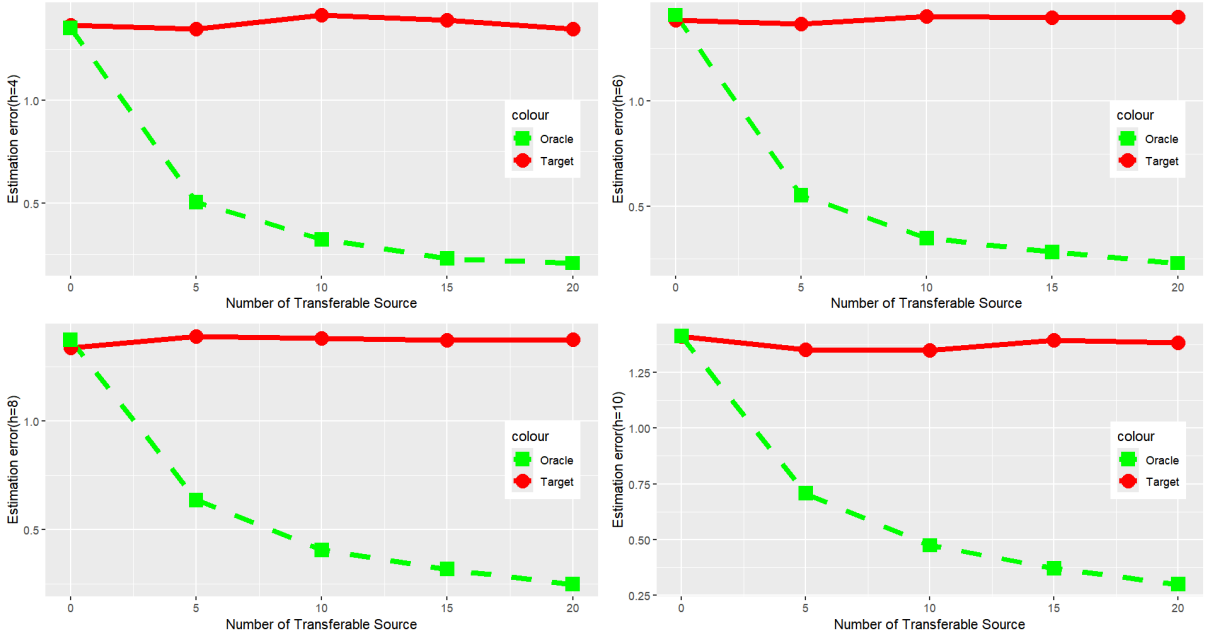 Estimation error(h=4)
1.0
0.5
0
5
10
15
20
Number of Transferable Source
colour
Oracle
Target
Estimation error(h=6)
1.0
0.5
0
5
10
15
20
Number of Transferable Source
colour
Oracle
Target
Estimation error(h=8)
1.0
0.5
0
5
10
15
20
Number of Transferable Source
colour
Oracle
Target
Estimation error(h=10)
1.25
1.00
0.75
0.50
0.25
0
5
10
15
20
Number of Transferable Source
colour
Oracle
Target